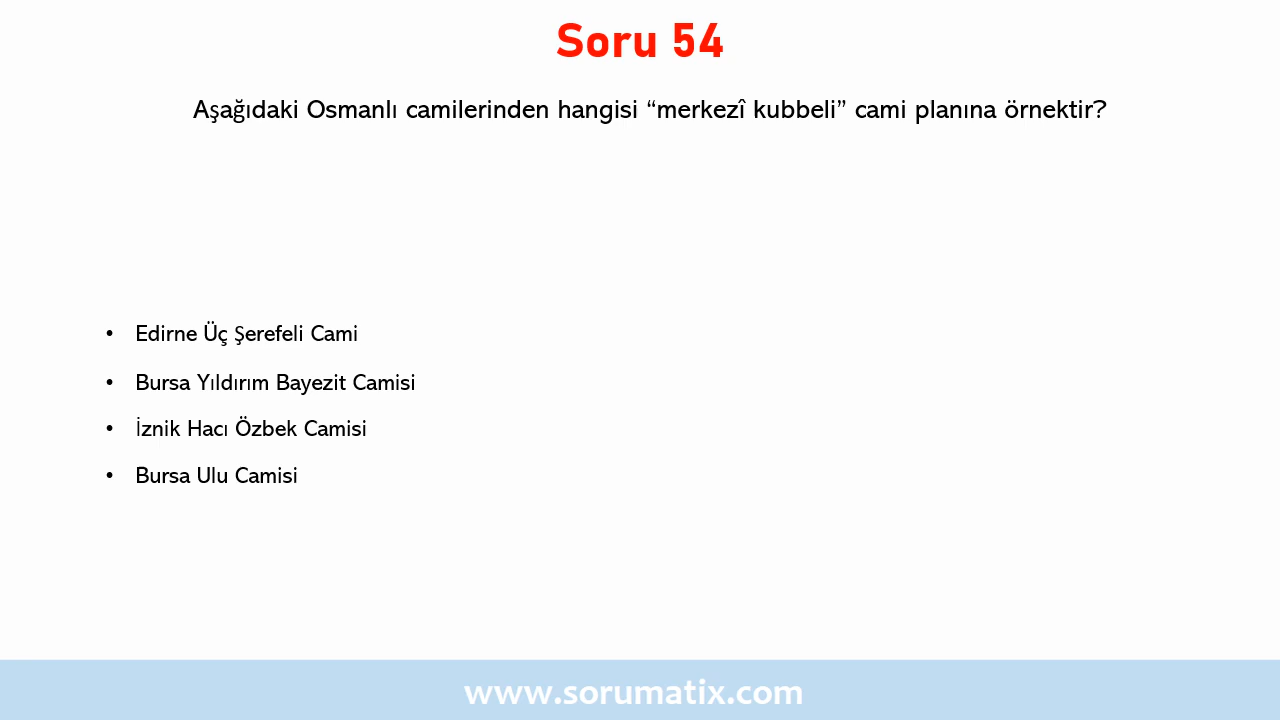 Soru 54
Aşağıdaki Osmanlı camilerinden hangisi “merkezî kubbeli” cami planına örnektir?
• Edirne Üç Şerefeli Cami
• Bursa Yıldırım Bayezit Camisi
• İznik Hacı Özbek Camisi
• Bursa Ulu Camisi
www.sorumatix.com